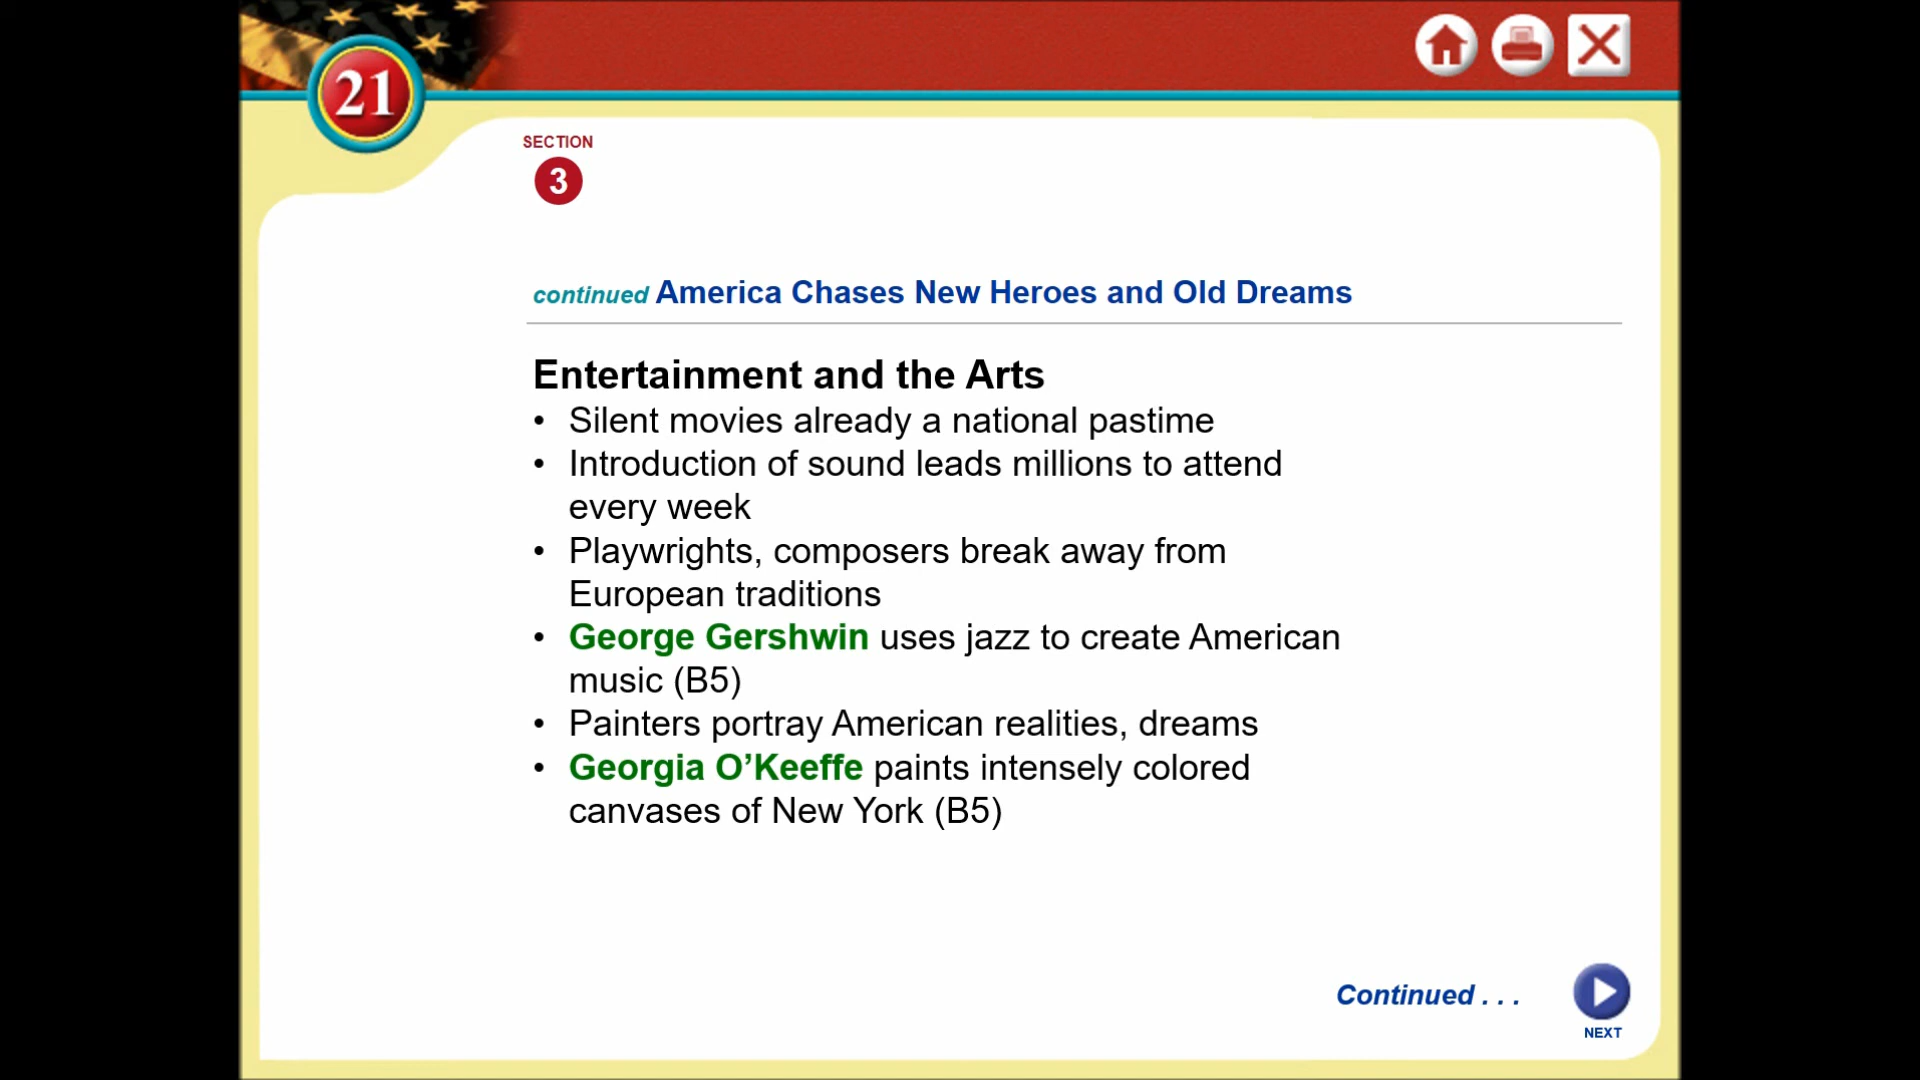 21
SECTION
3
continued America Chases New Heroes and Old Dreams
Entertainment and the Arts
• Silent movies already a national pastime
• Introduction of sound leads millions to attend
every week
• Playwrights, composers break away from
European traditions
• George Gershwin uses jazz to create American
music (B5)
• Painters portray American realities, dreams
• Georgia O’Keeffe paints intensely colored
canvases of New York (B5)
Continued . . .
NEXT